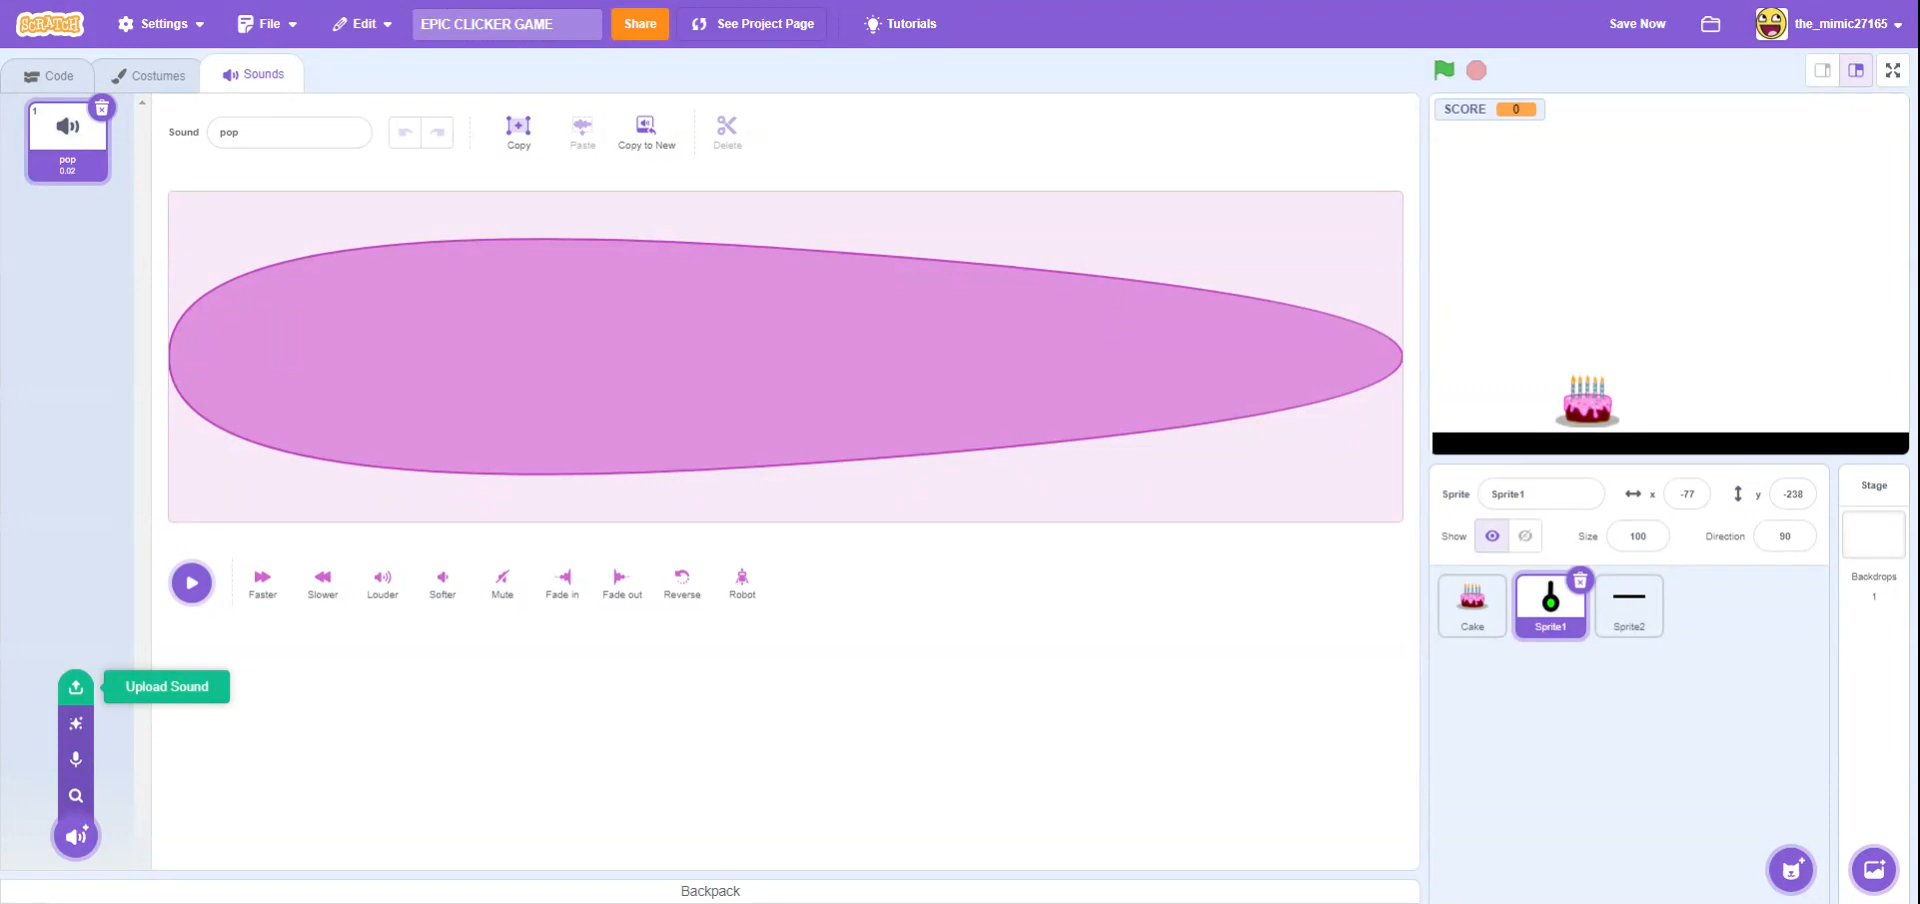 SCRATCH
Settings
File
Edit
EPIC CLICKER GAME
Share
See Project Page
Tutorials
Save Now
the_mimic27165
Code
Costumes
Sounds
1
pop
0.02
Sound
pop
Copy
Paste
Copy to New
Delete
Faster
Slower
Louder
Softer
Mute
Fade in
Fade out
Reverse
Robot
Upload Sound
Backpack
SCORE 0
Sprite Sprite1 x -77 y -238
Show Size 100 Direction 90
Cake
Sprite1
Sprite2
Stage
Backdrops
1